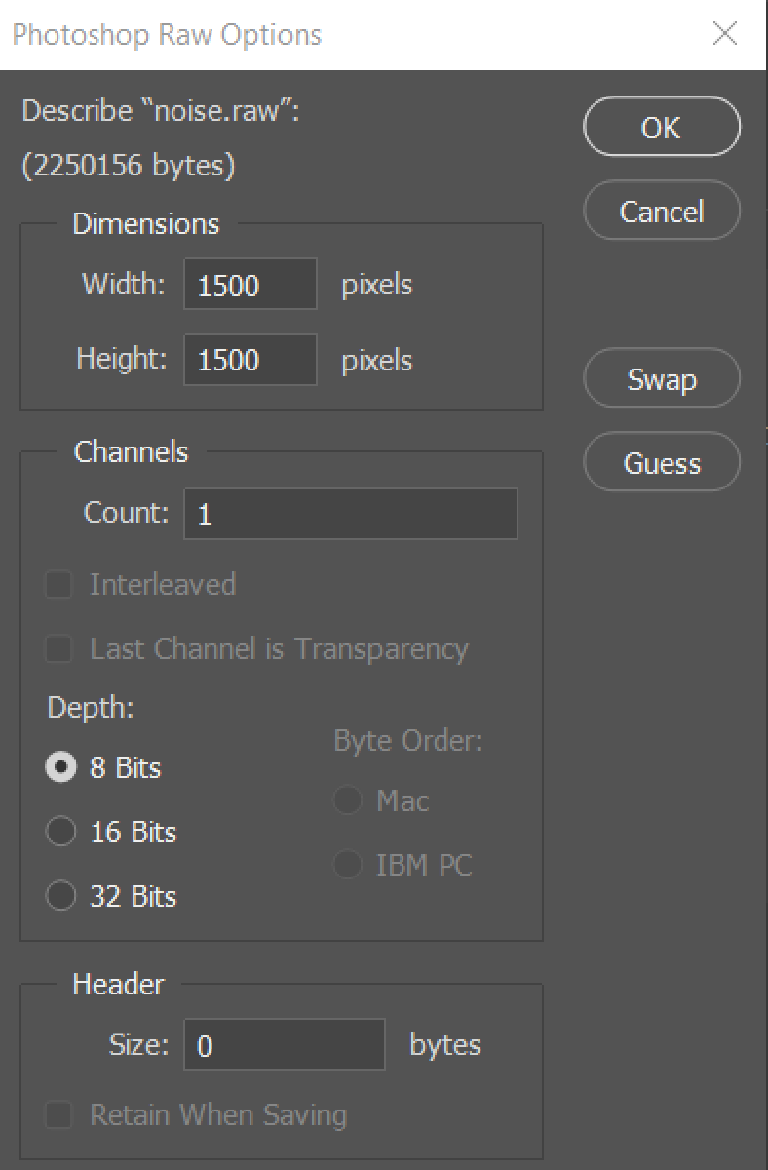 Photoshop Raw Options
Describe “noise.raw”:
(2250156 bytes)
OK
Cancel
Dimensions
Width: 1500 pixels
Height: 1500 pixels
Swap
Guess
Channels
Count: 1
Interleaved
Last Channel is Transparency
Depth:
8 Bits
16 Bits
32 Bits
Byte Order:
Mac
IBM PC
Header
Size: 0 bytes
Retain When Saving